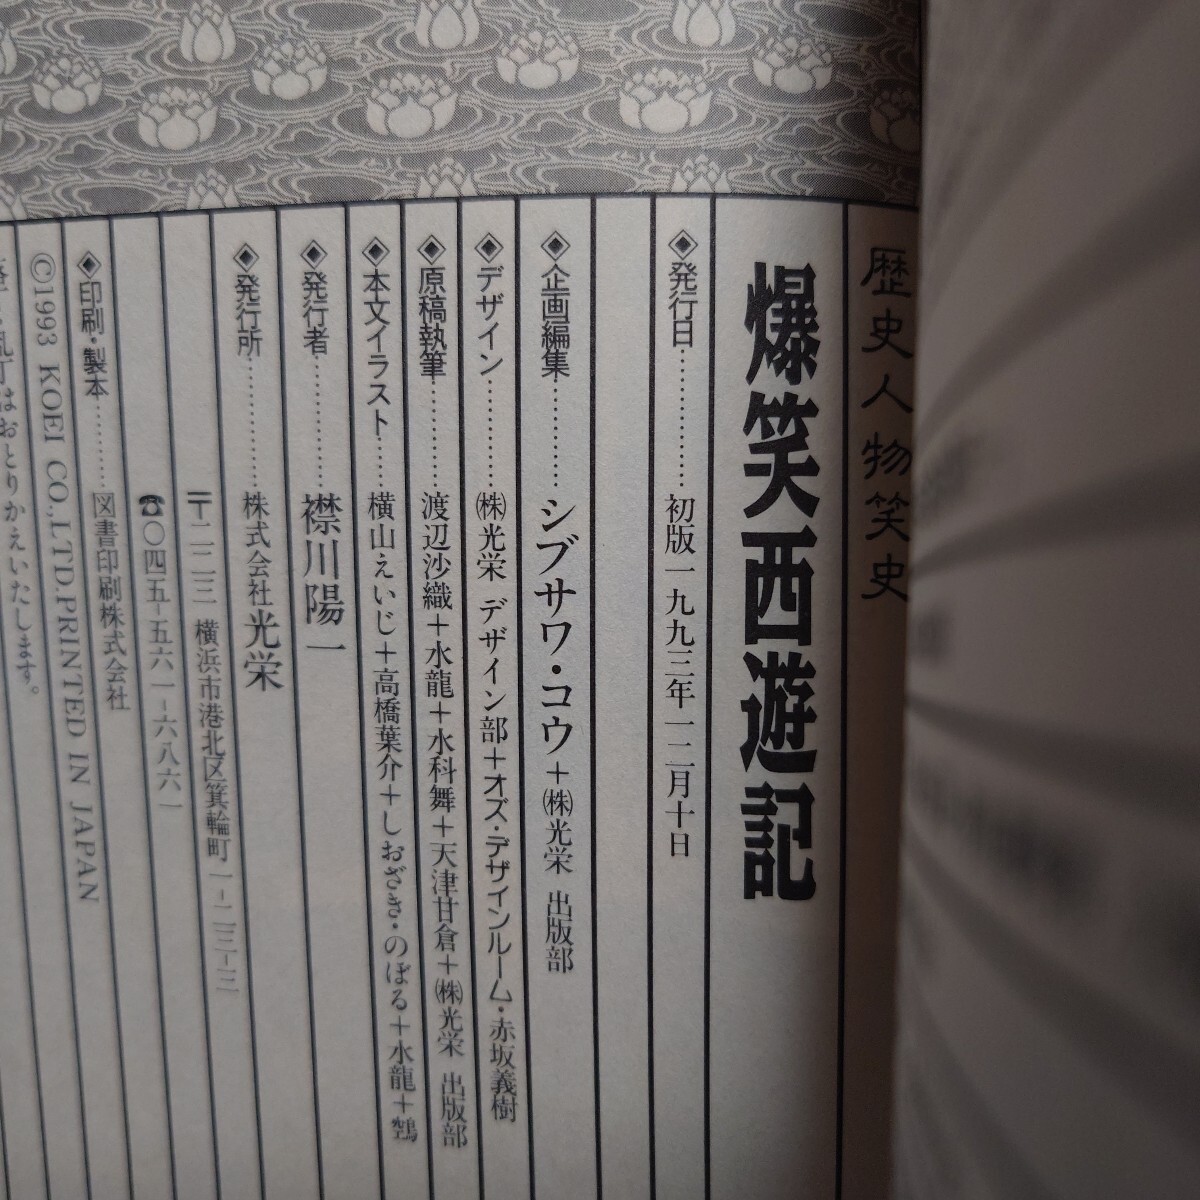 歴史人物笑史
爆笑西遊記
◈発行日…………初版一九九三年一二月十日
◈企画編集…………シブサワ・コウ+㈱光栄 出版部
◈デザイン…………㈱光栄 デザイン部+オズ・デザインルーム・赤坂義樹
◈原稿執筆…………渡辺沙織+水龍+水科舞+天津甘倉+㈱光栄 出版部
◈本文イラスト……横山えいじ+高橋葉介+しおざき・のぼる+水龍+鵼
◈発行者…………襟川陽一
◈発行所…………株式会社光栄
〒二二三 横浜市港北区箕輪町一-二三-三
☎〇四五-五六一-六八六一
◈印刷・製本………図書印刷株式会社
©1993 KOEI CO.,LTD.PRINTED IN JAPAN
丁はおとりかえいたします。